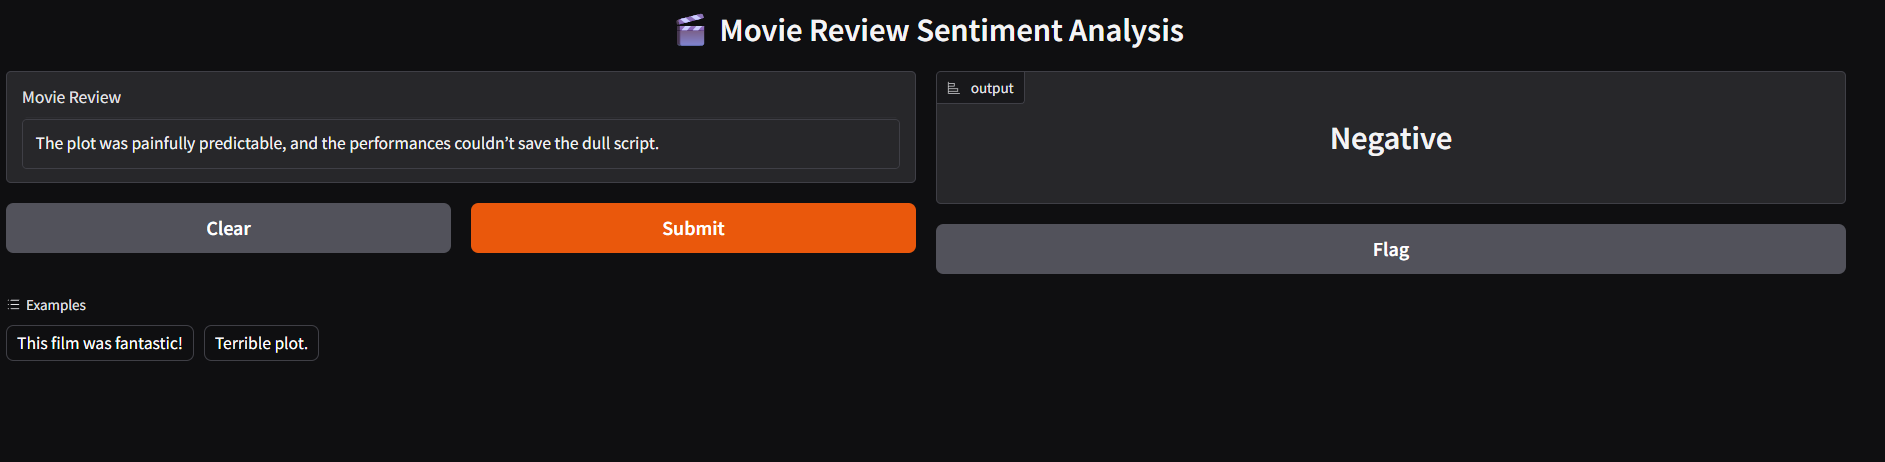 🎬 Movie Review Sentiment Analysis
Movie Review
The plot was painfully predictable, and the performances couldn’t save the dull script.
Clear
Submit
output
Negative
Flag
Examples
This film was fantastic!
Terrible plot.